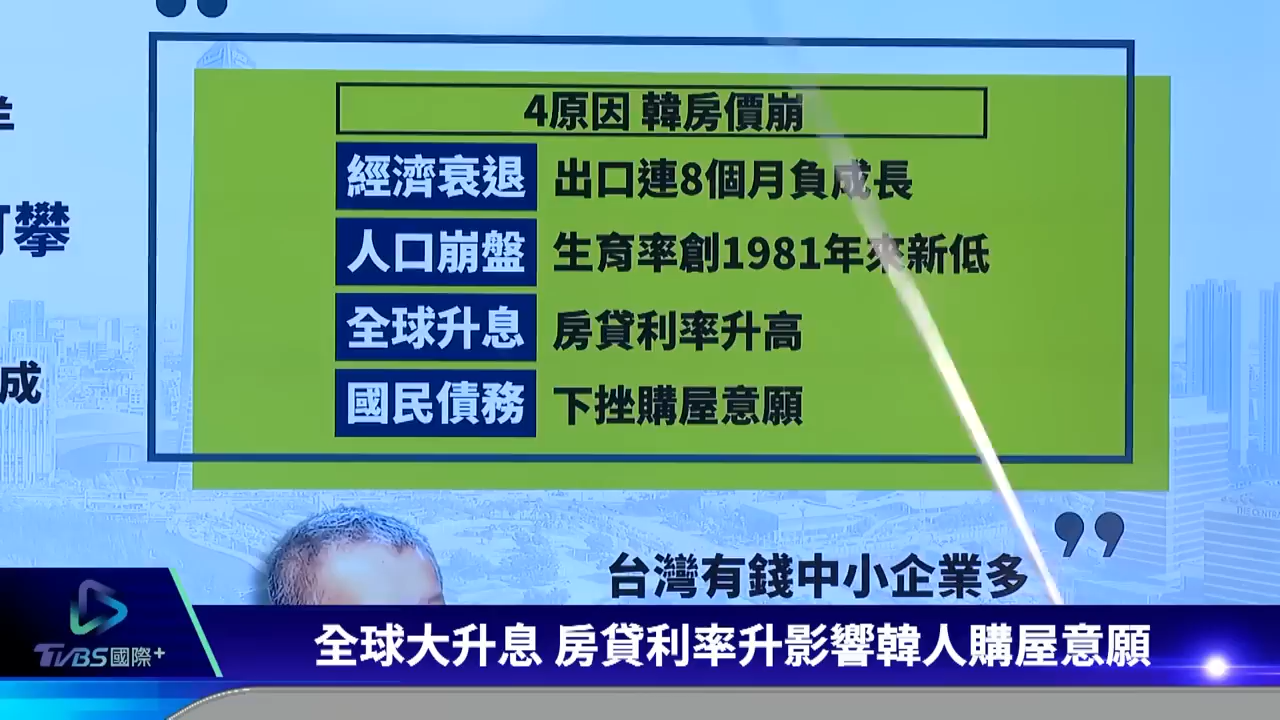 4原因 韓房價崩
經濟衰退 出口連8個月負成長
人口崩盤 生育率創1981年來新低
全球升息 房貸利率升高
國民債務 下挫購屋意願
攀
成
台灣有錢中小企業多
全球大升息 房貸利率升影響韓人購屋意願
TVBS國際+